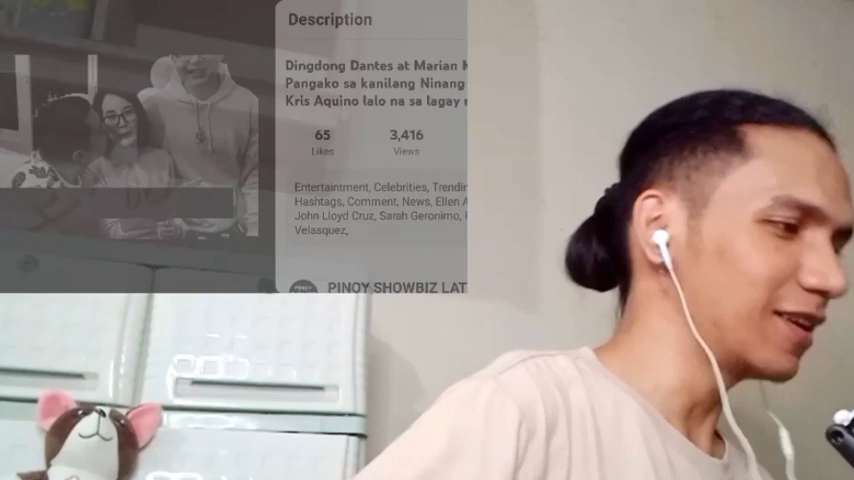 Description
Dingdong Dantes at Marian
Pangako sa kanilang Ninang
Kris Aquino lalo na sa lagay
65
3,416
Likes
Views
Entertaintment, Celebrities, Trendin
Hashtags, Comment, News, Ellen A
John Lloyd Cruz, Sarah Geronimo,
Velasquez,
PINOY SHOWBIZ LAT